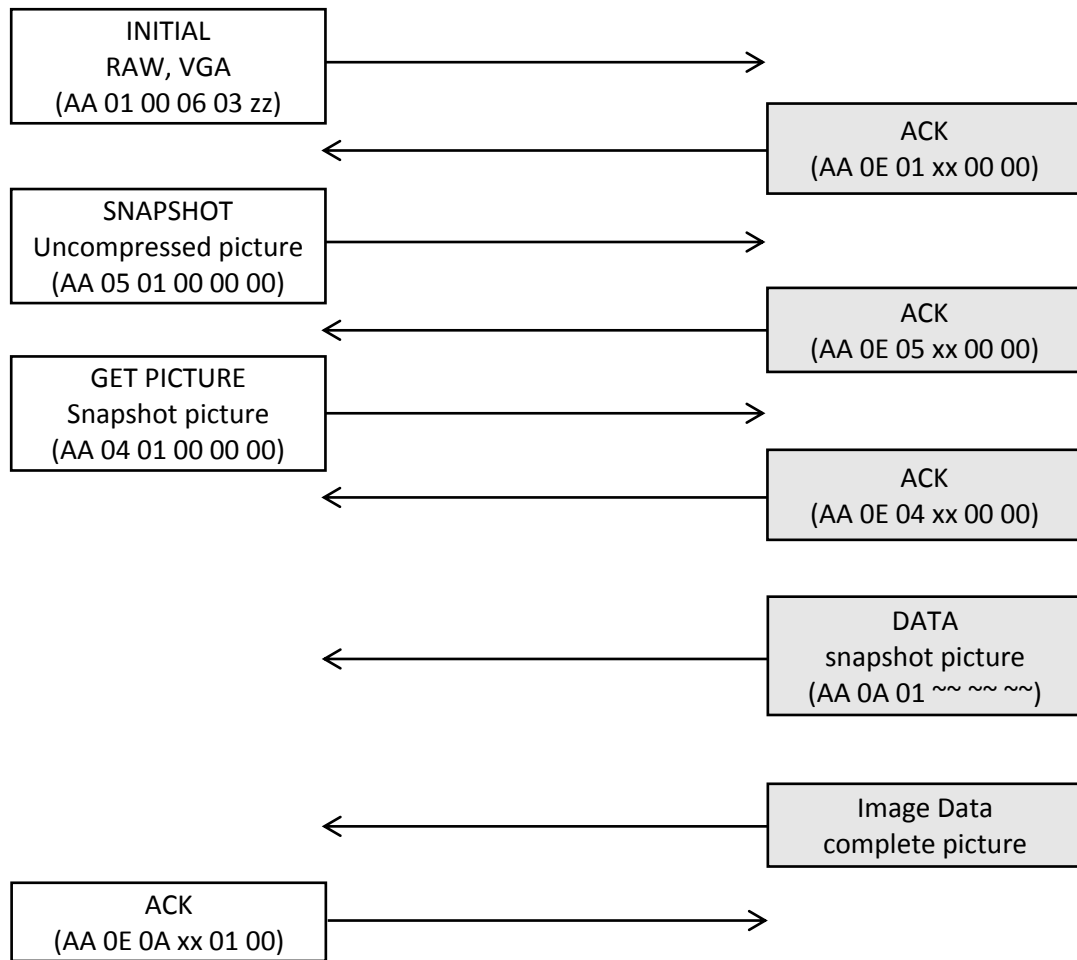 INITIAL
RAW, VGA
(AA 01 00 06 03 zz)
ACK
(AA 0E 01 xx 00 00)
SNAPSHOT
Uncompressed picture
(AA 05 01 00 00 00)
ACK
(AA 0E 05 xx 00 00)
GET PICTURE
Snapshot picture
(AA 04 01 00 00 00)
ACK
(AA 0E 04 xx 00 00)
DATA
snapshot picture
(AA 0A 01 ~~ ~~ ~~)
Image Data
complete picture
ACK
(AA 0E 0A xx 01 00)